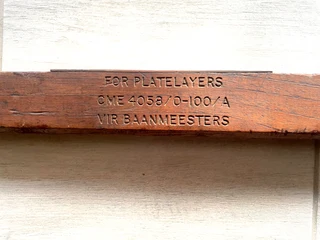 FOR PLATELAYERS
CME 4058/0-100/A
VIR BAANMEESTERS